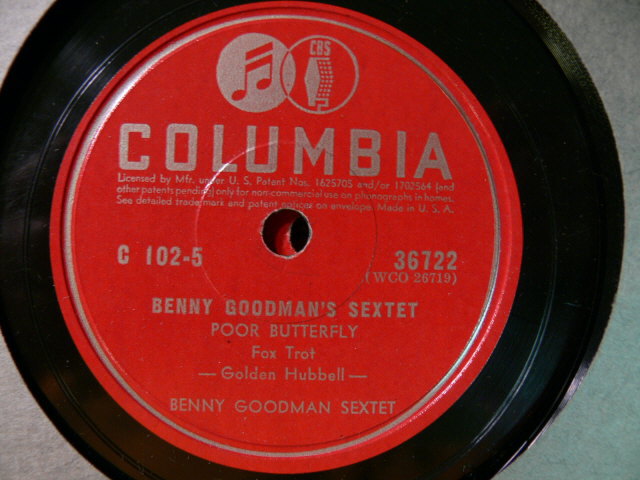 CBS
COLUMBIA
Licensed by Mfr. under U. S. Patent Nos. 1625705 and/or 1702564 (and
other patents pending) only for non-commercial use on phonographs in homes.
See detailed trademark and patent notices on envelope. Made in U. S. A.
C 102-5
36722
(WCO 26719)
BENNY GOODMAN'S SEXTET
POOR BUTTERFLY
Fox Trot
— Golden Hubbell —
BENNY GOODMAN SEXTET